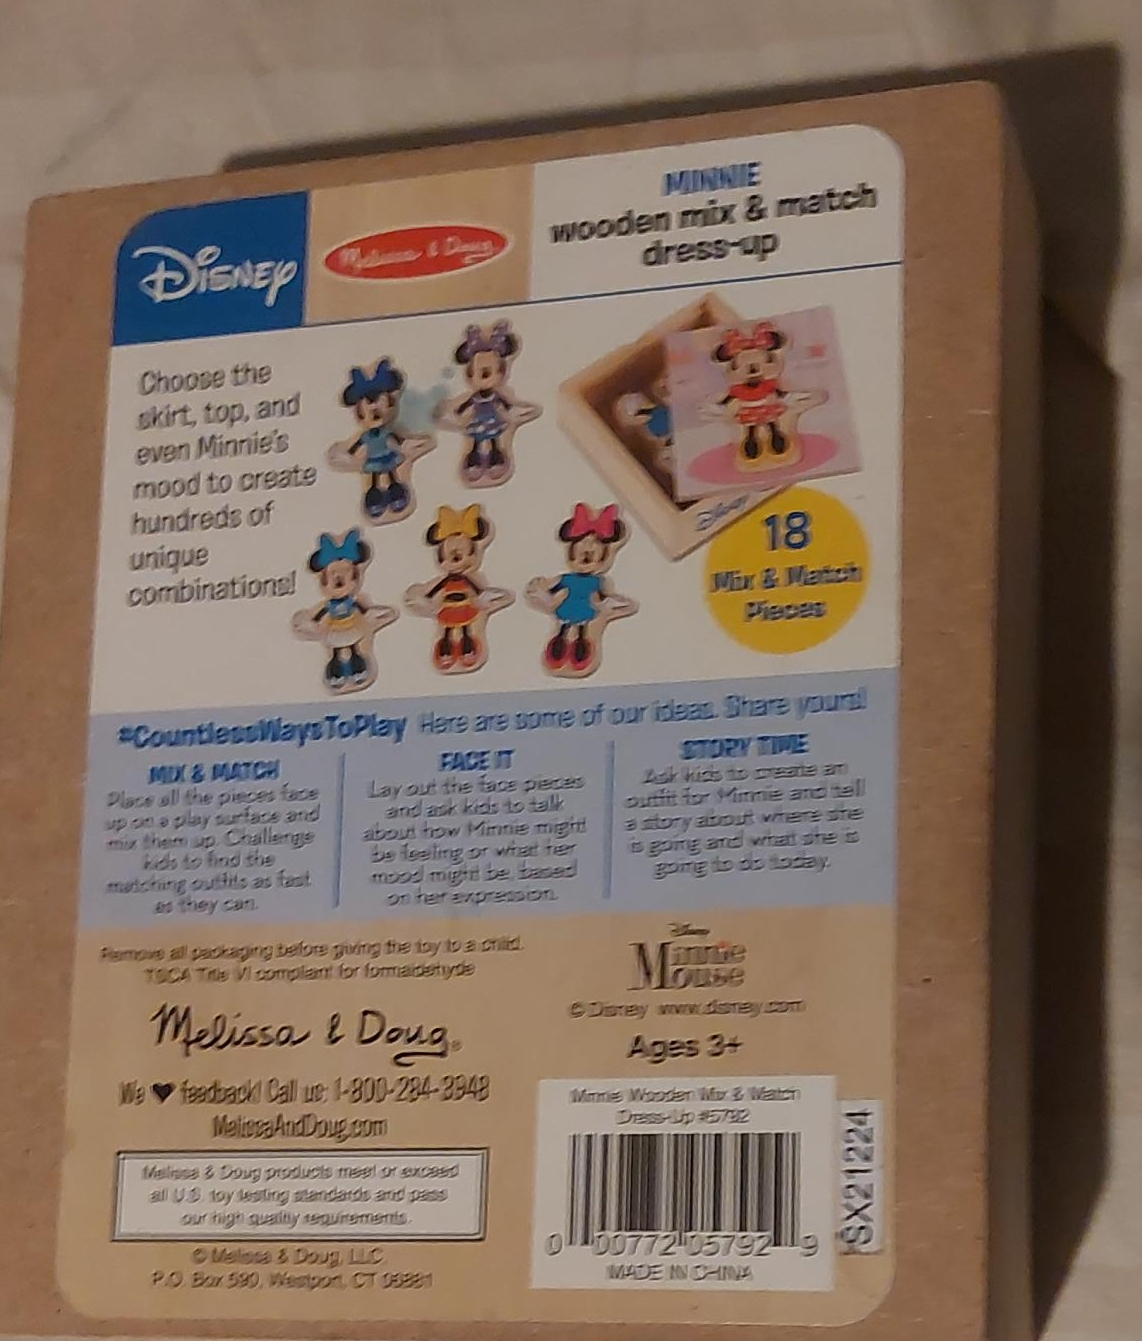 Disney
Melissa & Doug
MINNIE
wooden mix & match
dress-up
Choose the
skirt, top, and
even Minnie's
mood to create
hundreds of
unique
combinations!
Disney
18
Mix & Match
Pieces
#CountlessWaysToPlay Here are some of our ideas. Share yours!
MIX & MATCH
Place all the pieces face
up on a play surface and
mix them up. Challenge
kids to find the
matching outfits as fast
as they can.
FACE IT
Lay out the face pieces
and ask kids to talk
about how Minnie might
be feeling or what her
mood might be, based
on her expression.
STORY TIME
Ask kids to create an
outfit for Minnie and tell
a story about where she
is going and what she is
going to do today.
Remove all packaging before giving the toy to a child.
TSCA Title VI compliant for formaldehyde
Melissa & Doug®
We ♥ feedback! Call us: 1-800-284-3948
MelissaAndDoug.com
Melissa & Doug products meet or exceed
all U.S. toy testing standards and pass
our high quality requirements.
© Melissa & Doug, LLC
P.O. Box 590, Westport, CT 06881
Disney
Minnie
Mouse
© Disney www.disney.com
Ages 3+
Minnie Wooden Mix & Match
Dress-Up #5792
0 00772 05792 9
MADE IN CHINA
SX21224